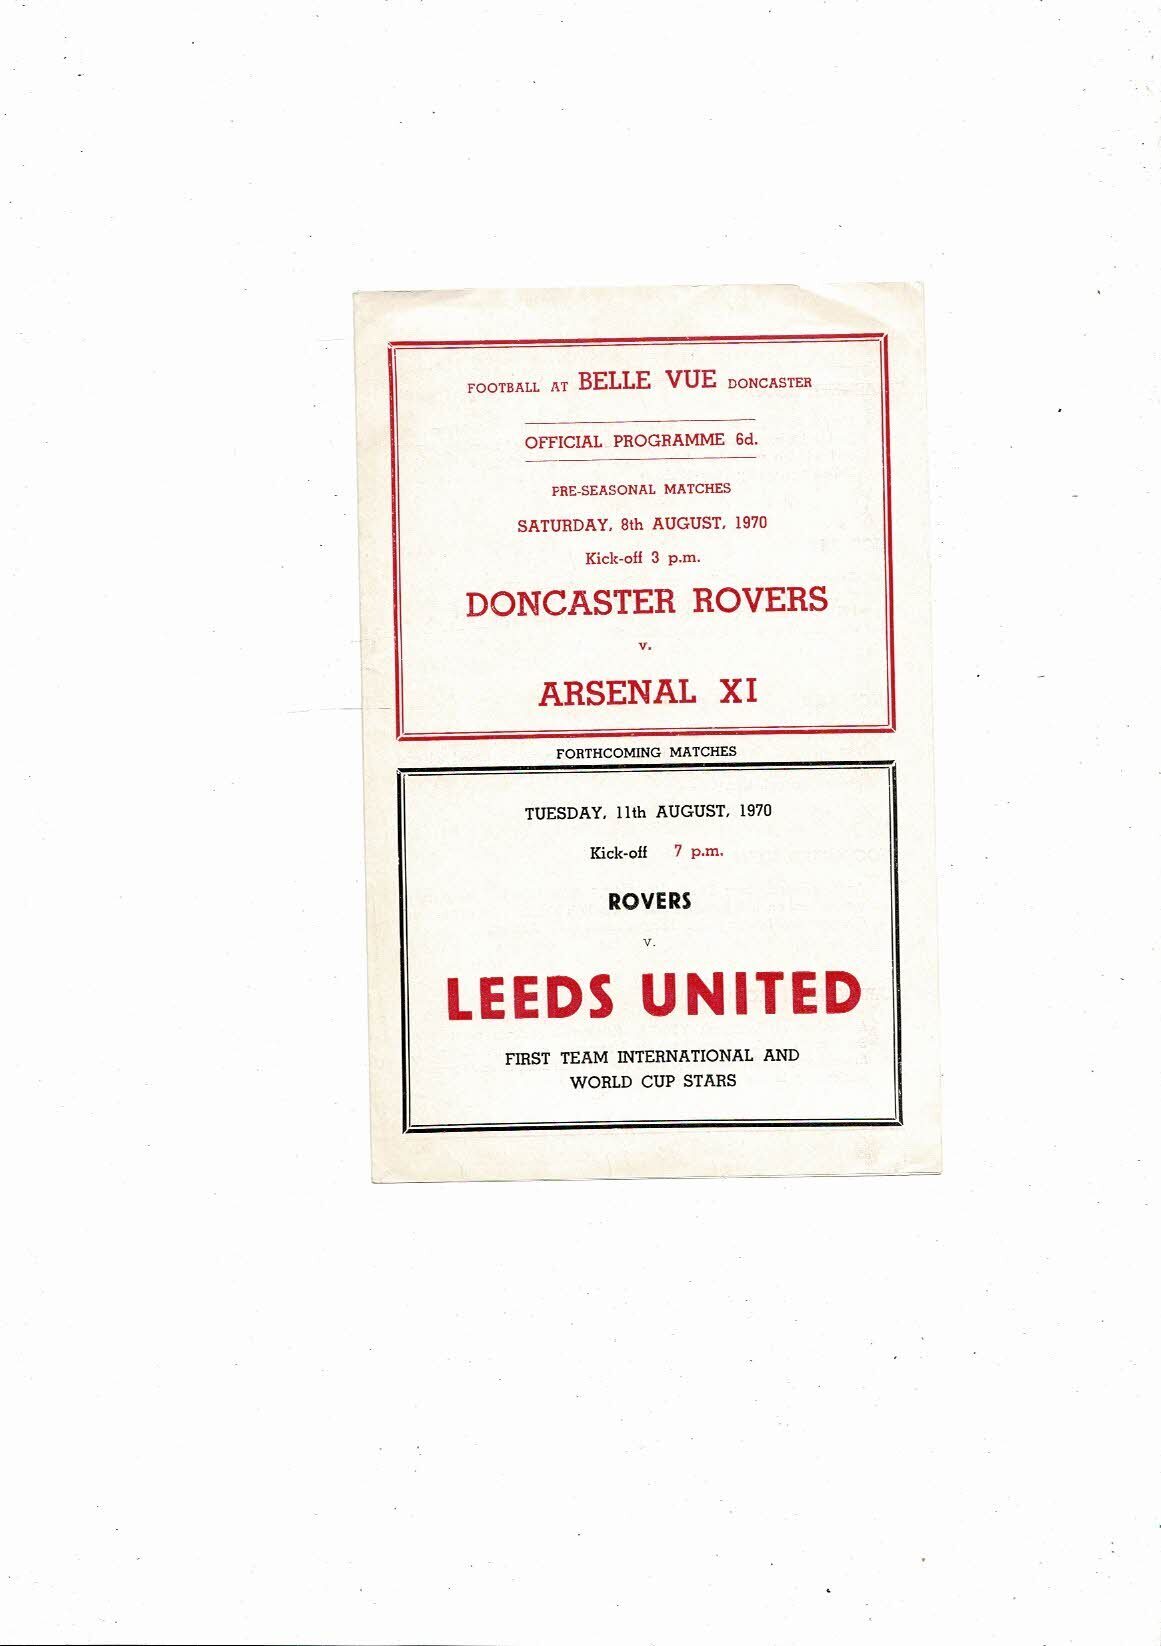 FOOTBALL AT BELLE VUE DONCASTER
OFFICIAL PROGRAMME 6d.
PRE-SEASONAL MATCHES
SATURDAY, 8th AUGUST, 1970
Kick-off 3 p.m.
DONCASTER ROVERS
v.
ARSENAL XI
FORTHCOMING MATCHES
TUESDAY, 11th AUGUST, 1970
Kick-off 7 p.m.
ROVERS
v.
LEEDS UNITED
FIRST TEAM INTERNATIONAL AND
WORLD CUP STARS